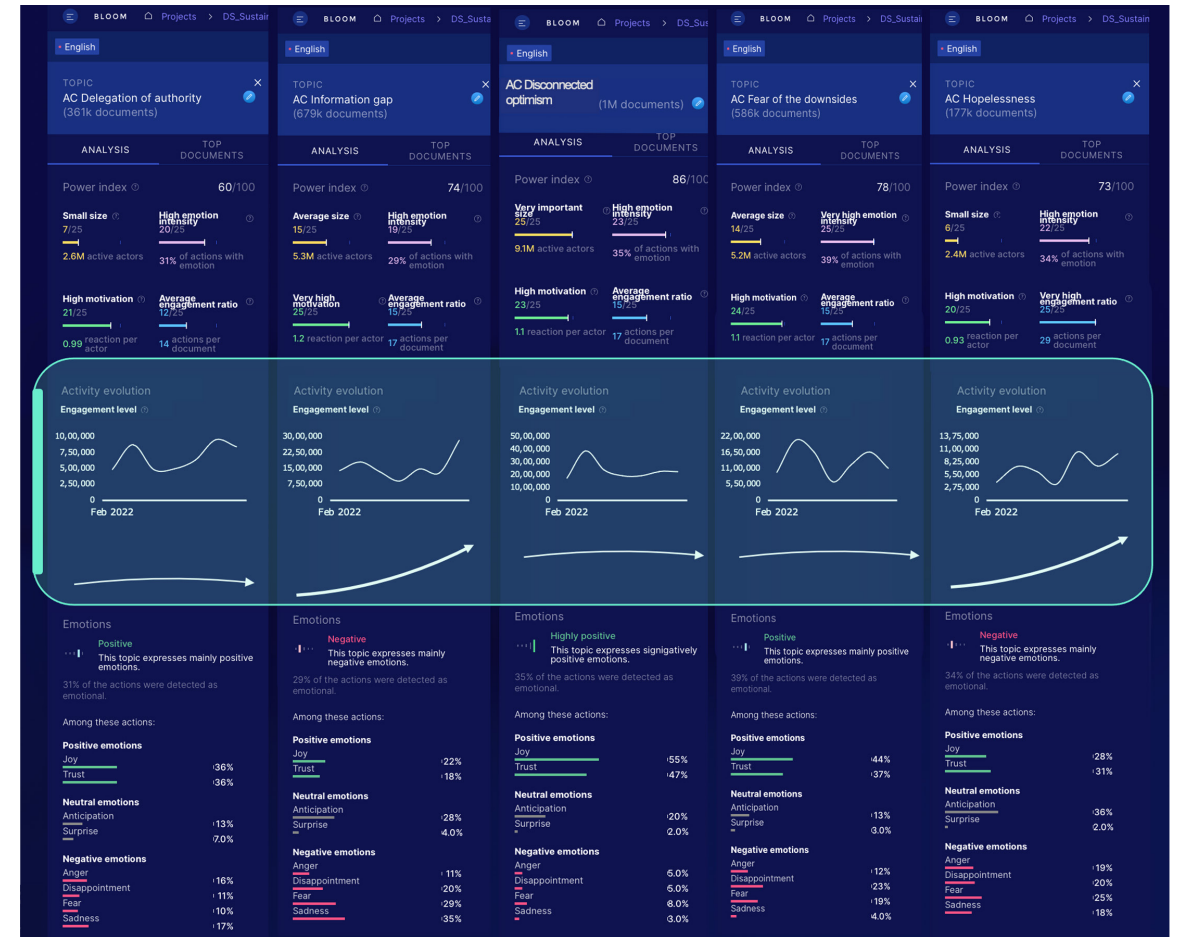 BLOOM Projects > DS_Sustain
• English
TOPIC
AC Delegation of authority
(361k documents)
ANALYSIS
TOP
DOCUMENTS
Power index 60/100
Small size
7/25
2.6M active actors
High emotion
intensity
20/25
31% of actions with
emotion
High motivation
21/25
0.99 reaction per
actor
Average
engagement ratio
12/25
14 actions per
document
Activity evolution
Engagement level
10,00,000
7,50,000
5,00,000
2,50,000
0
Feb 2022
Emotions
Positive
This topic expresses mainly positive
emotions.
31% of the actions were detected as
emotional.
Among these actions:
Positive emotions
Joy
36%
Trust
36%
Neutral emotions
Anticipation
13%
Surprise
7.0%
Negative emotions
Anger
16%
Disappointment
11%
Fear
10%
Sadness
17%
BLOOM Projects > DS_Susta
• English
TOPIC
AC Information gap
(679k documents)
ANALYSIS
TOP
DOCUMENTS
Power index 74/100
Average size
15/25
5.3M active actors
High emotion
intensity
19/25
29% of actions with
emotion
Very high
motivation
25/25
1.2 reaction per actor
Average
engagement ratio
15/25
17 actions per
document
Activity evolution
Engagement level
30,00,000
22,50,000
15,00,000
7,50,000
0
Feb 2022
Emotions
Negative
This topic expresses mainly
negative emotions.
29% of the actions were detected as
emotional.
Among these actions:
Positive emotions
Joy
22%
Trust
18%
Neutral emotions
Anticipation
28%
Surprise
4.0%
Negative emotions
Anger
11%
Disappointment
20%
Fear
29%
Sadness
35%
BLOOM Projects > DS_Sus
• English
AC Disconnected
optimism
(1M documents)
ANALYSIS
TOP
DOCUMENTS
Power index 86/100
Very important
size
25/25
9.1M active actors
High emotion
intensity
23/25
35% of actions with
emotion
High motivation
23/25
1.1 reaction per actor
Average
engagement ratio
15/25
17 actions per
document
Activity evolution
Engagement level
50,00,000
40,00,000
30,00,000
20,00,000
10,00,000
0
Feb 2022
Emotions
Highly positive
This topic expresses signigatively
positive emotions.
35% of the actions were detected as
emotional.
Among these actions:
Positive emotions
Joy
55%
Trust
47%
Neutral emotions
Anticipation
20%
Surprise
2.0%
Negative emotions
Anger
6.0%
Disappointment
6.0%
Fear
8.0%
Sadness
3.0%
BLOOM Projects > DS_Sustai
• English
TOPIC
AC Fear of the downsides
(586k documents)
ANALYSIS
TOP
DOCUMENTS
Power index 78/100
Average size
14/25
5.2M active actors
Very high emotion
intensity
25/25
39% of actions with
emotion
High motivation
24/25
1.1 reaction per actor
Average
engagement ratio
15/25
17 actions per
document
Activity evolution
Engagement level
22,00,000
16,50,000
11,00,000
5,50,000
0
Feb 2022
Emotions
Positive
This topic expresses mainly positive
emotions.
39% of the actions were detected as
emotional.
Among these actions:
Positive emotions
Joy
44%
Trust
37%
Neutral emotions
Anticipation
13%
Surprise
3.0%
Negative emotions
Anger
12%
Disappointment
23%
Fear
19%
Sadness
4.0%
BLOOM Projects > DS_Sustain
• English
TOPIC
AC Hopelessness
(177k documents)
ANALYSIS
TOP
DOCUMENTS
Power index 73/100
Small size
6/25
2.4M active actors
High emotion
intensity
22/25
34% of actions with
emotion
High motivation
20/25
0.93 reaction per
actor
Very high
engagement ratio
25/25
29 actions per
document
Activity evolution
Engagement level
13,75,000
11,00,000
8,25,000
5,50,000
2,75,000
0
Feb 2022
Emotions
Negative
This topic expresses mainly
negative emotions.
34% of the actions were detected as
emotional.
Among these actions:
Positive emotions
Joy
28%
Trust
31%
Neutral emotions
Anticipation
36%
Surprise
2.0%
Negative emotions
Anger
19%
Disappointment
20%
Fear
25%
Sadness
18%